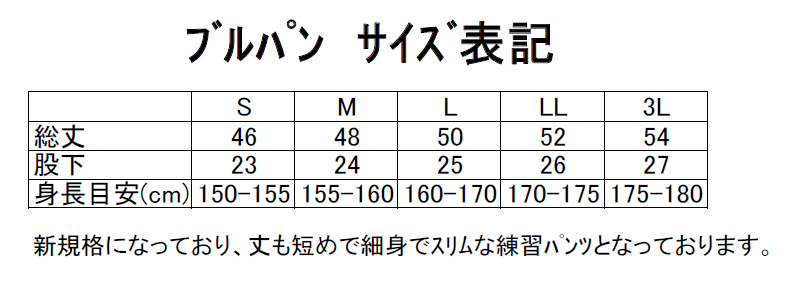 ﾌﾞﾙﾊﾟﾝ　ｻｲｽﾞ表記
S M L LL 3L
総丈 46 48 50 52 54
股下 23 24 25 26 27
身長目安(cm) 150-155 155-160 160-170 170-175 175-180
新規格になっており、丈も短めで細身でｽﾘﾑな練習ﾊﾟﾝﾂとなっております。